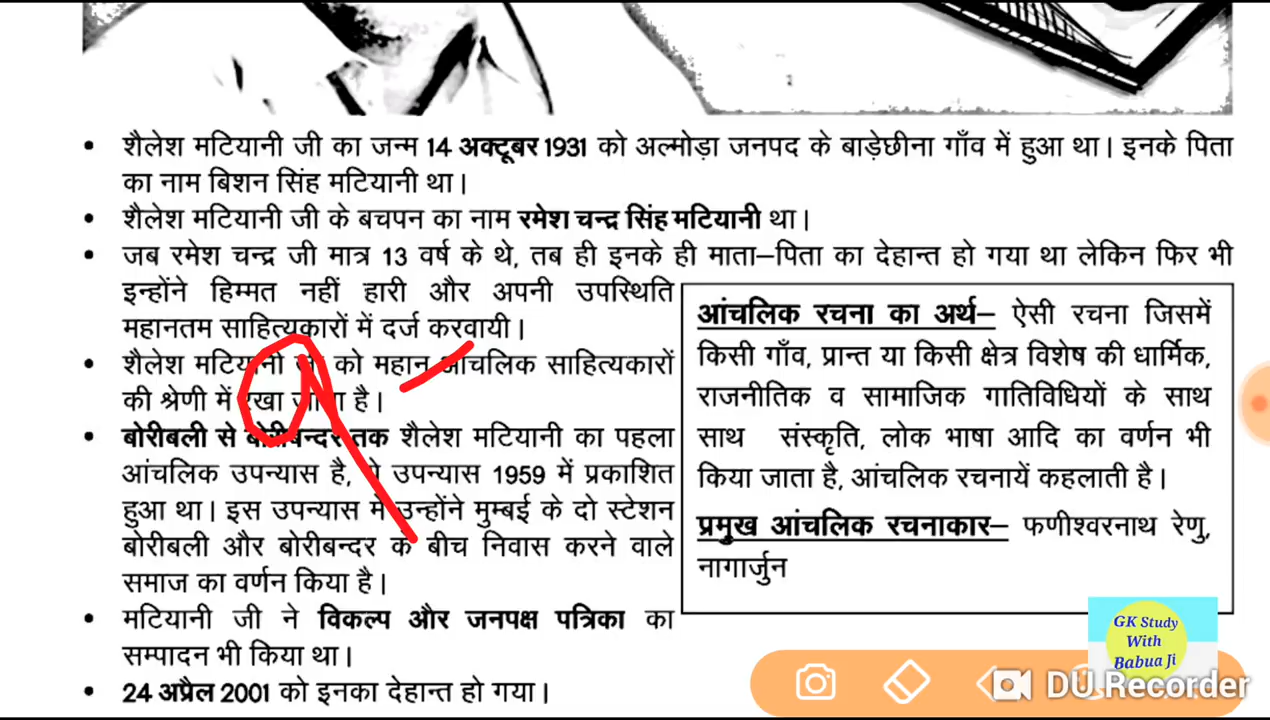 • शैलेश मटियानी जी का जन्म 14 अक्टूबर 1931 को अल्मोड़ा जनपद के बाड़ेछीना गाँव में हुआ था। इनके पिता
का नाम बिशन सिंह मटियानी था।
• शैलेश मटियानी जी के बचपन का नाम रमेश चन्द्र सिंह मटियानी था।
• जब रमेश चन्द्र जी मात्र 13 वर्ष के थे, तब ही इनके ही माता–पिता का देहान्त हो गया था लेकिन फिर भी
इन्होंने हिम्मत नहीं हारी और अपनी उपस्थिति
महानतम साहित्यकारों में दर्ज करवायी।
• शैलेश मटियानी जी को महान आंचलिक साहित्यकारों
की श्रेणी में रखा जाता है।
• बोरीबली से बोरीबन्दर तक शैलेश मटियानी का पहला
आंचलिक उपन्यास है, ये उपन्यास 1959 में प्रकाशित
हुआ था। इस उपन्यास में उन्होंने मुम्बई के दो स्टेशन
बोरीबली और बोरीबन्दर के बीच निवास करने वाले
समाज का वर्णन किया है।
• मटियानी जी ने विकल्प और जनपक्ष पत्रिका का
सम्पादन भी किया था।
• 24 अप्रैल 2001 को इनका देहान्त हो गया।
आंचलिक रचना का अर्थ– ऐसी रचना जिसमें
किसी गाँव, प्रान्त या किसी क्षेत्र विशेष की धार्मिक,
राजनीतिक व सामाजिक गातिविधियों के साथ
साथ संस्कृति, लोक भाषा आदि का वर्णन भी
किया जाता है, आंचलिक रचनायें कहलाती है।
प्रमुख आंचलिक रचनाकार– फणीश्वरनाथ रेणु,
नागार्जुन
GK Study
With
Babua Ji
DU Recorder